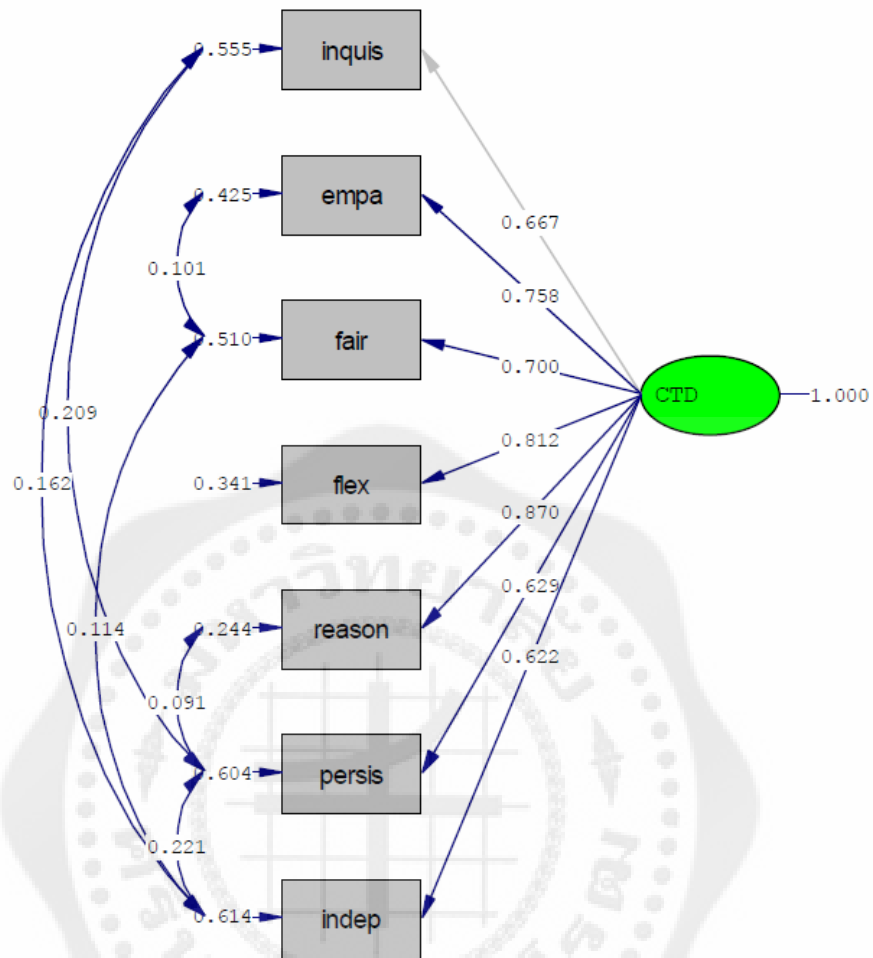 0.555 inquis
0.425 empa
0.667
0.101
0.758
0.510 fair
0.700
CTD 1.000
0.209
0.812
0.162 0.341 flex
0.870
0.629
0.114 0.244 reason
0.622
0.091
0.604 persis
0.221
0.614 indep